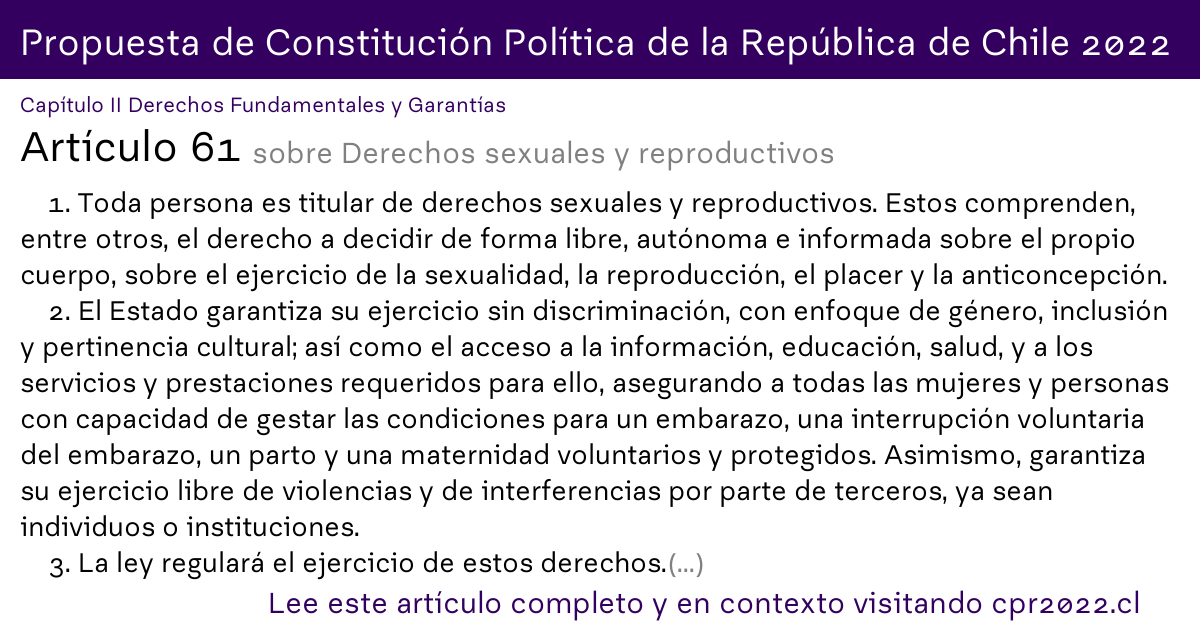 Propuesta de Constitución Política de la República de Chile 2022
Capítulo II Derechos Fundamentales y Garantías
Artículo 61 sobre Derechos sexuales y reproductivos
1. Toda persona es titular de derechos sexuales y reproductivos. Estos comprenden,
entre otros, el derecho a decidir de forma libre, autónoma e informada sobre el propio
cuerpo, sobre el ejercicio de la sexualidad, la reproducción, el placer y la anticoncepción.
2. El Estado garantiza su ejercicio sin discriminación, con enfoque de género, inclusión
y pertinencia cultural; así como el acceso a la información, educación, salud, y a los
servicios y prestaciones requeridos para ello, asegurando a todas las mujeres y personas
con capacidad de gestar las condiciones para un embarazo, una interrupción voluntaria
del embarazo, un parto y una maternidad voluntarios y protegidos. Asimismo, garantiza
su ejercicio libre de violencias y de interferencias por parte de terceros, ya sean
individuos o instituciones.
3. La ley regulará el ejercicio de estos derechos.(...)
Lee este artículo completo y en contexto visitando cpr2022.cl